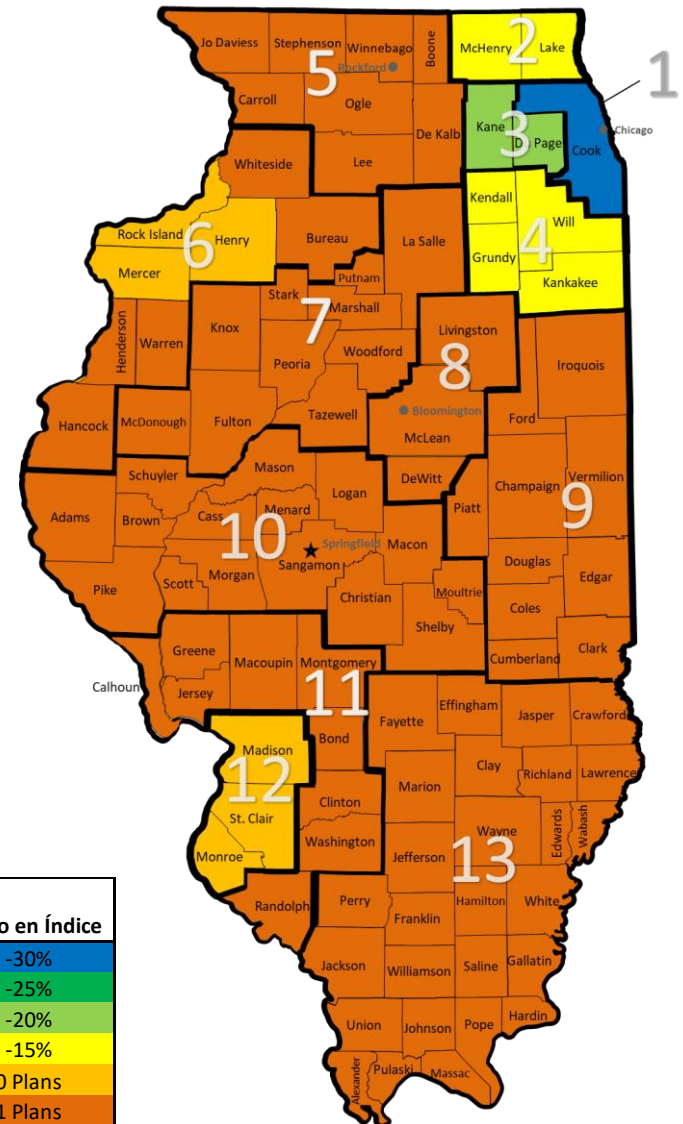 Jo Daviess
Stephenson
Winnebago
Boone
McHenry
Lake
2
5
Rockford
1
Carroll
Ogle
De Kalb
Kane
3
Du Page
Cook
Chicago
Whiteside
Lee
Kendall
Will
4
Rock Island
6
Henry
Bureau
La Salle
Grundy
Mercer
Kankakee
Putnam
Stark
7
Marshall
Henderson
Warren
Knox
Livingston
Peoria
Woodford
8
Iroquois
Hancock
McDonough
Fulton
Tazewell
Bloomington
McLean
Ford
Schuyler
Mason
Logan
DeWitt
Piatt
Champaign
Vermilion
9
Adams
Brown
Cass
Menard
10
Springfield
Macon
Sangamon
Pike
Scott
Morgan
Christian
Moultrie
Douglas
Edgar
Coles
Shelby
Greene
Macoupin
Montgomery
Cumberland
Clark
Calhoun
Jersey
11
Fayette
Effingham
Jasper
Crawford
Madison
Bond
12
Clay
Richland
Lawrence
Marion
St. Clair
Clinton
Washington
Wayne
Edwards
Wabash
Monroe
Jefferson
13
Randolph
Perry
Hamilton
White
Franklin
Jackson
Williamson
Saline
Gallatin
Union
Johnson
Pope
Hardin
Alexander
Pulaski
Massac
o en Índice
-30%
-25%
-20%
-15%
0 Plans
1 Plans